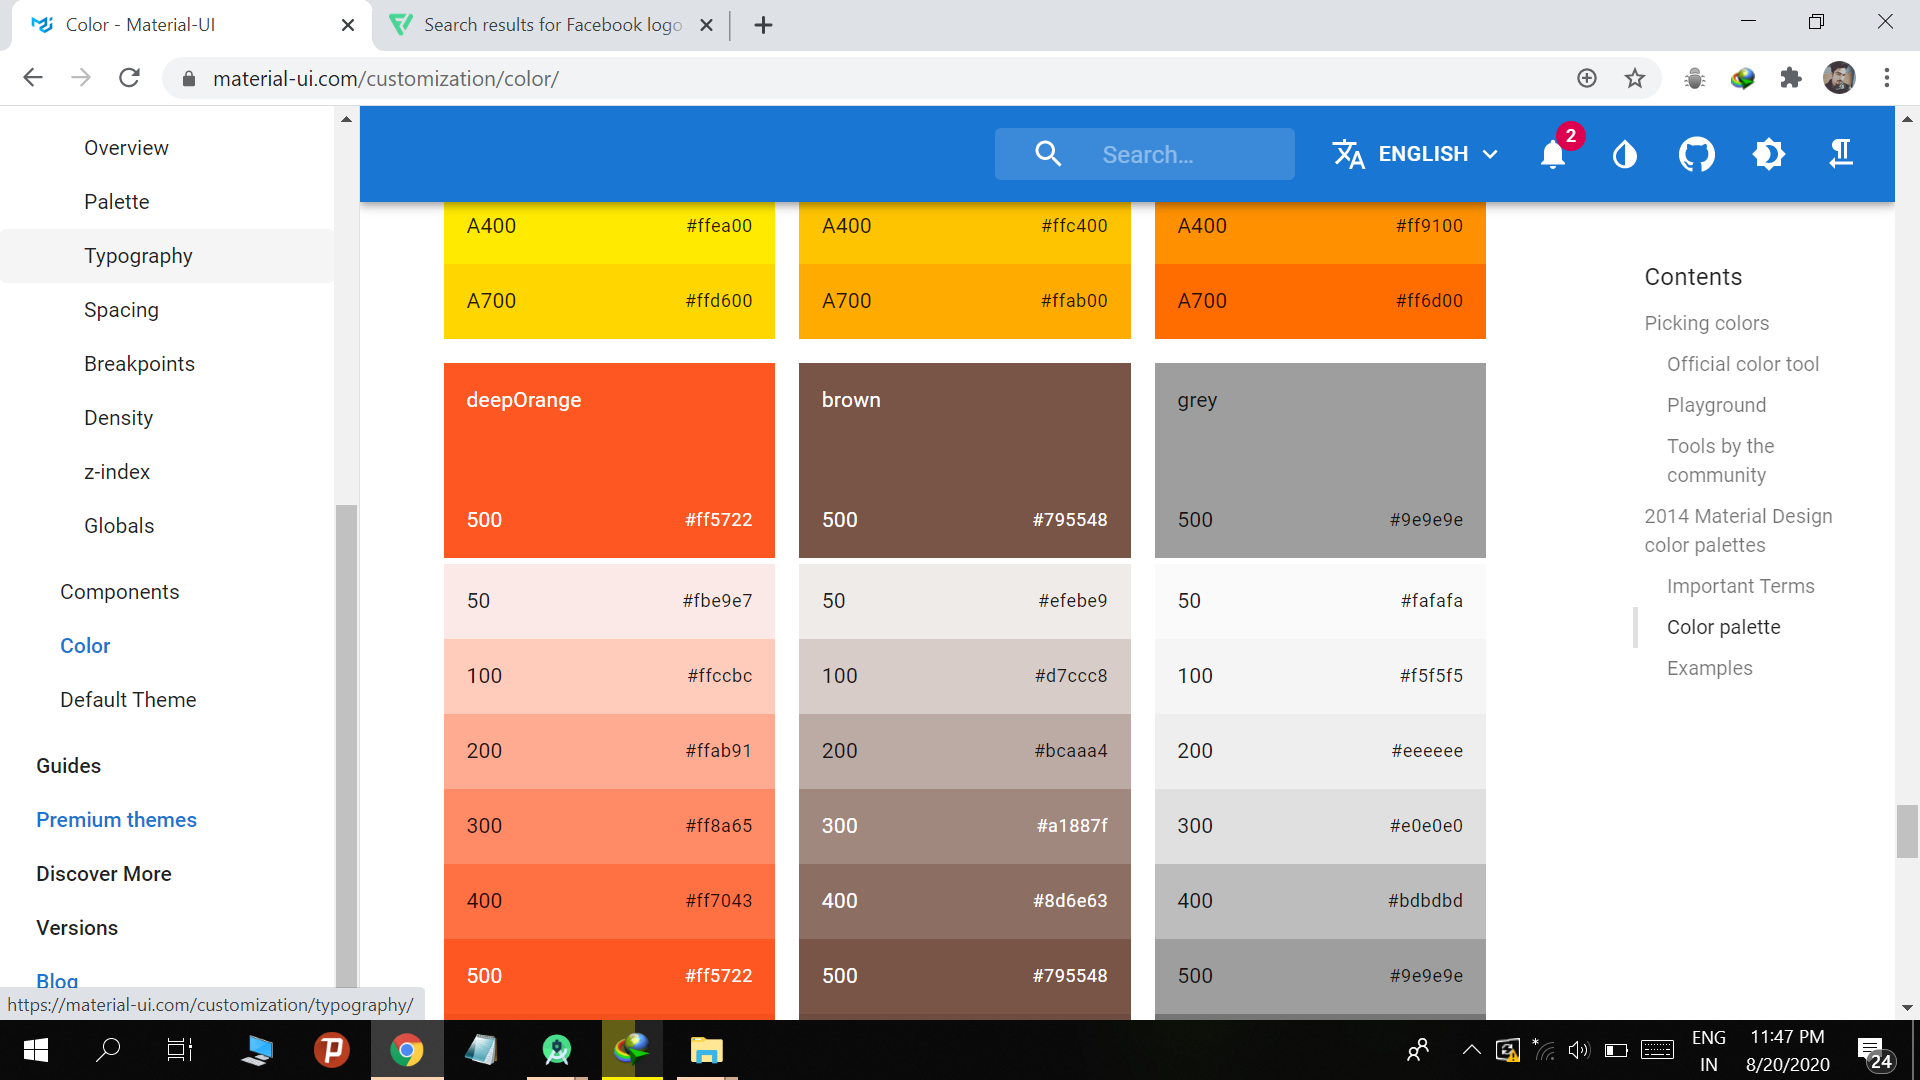 Color - Material-UI
Search results for Facebook logo
material-ui.com/customization/color/
Overview
Palette
Typography
Spacing
Breakpoints
Density
z-index
Globals
Components
Color
Default Theme
Guides
Premium themes
Discover More
Versions
Blog
https://material-ui.com/customization/typography/
Search...
ENGLISH
2
A400 #ffea00
A700 #ffd600
A400 #ffc400
A700 #ffab00
A400 #ff9100
A700 #ff6d00
deepOrange
500 #ff5722
50 #fbe9e7
100 #ffccbc
200 #ffab91
300 #ff8a65
400 #ff7043
500 #ff5722
brown
500 #795548
50 #efebe9
100 #d7ccc8
200 #bcaaa4
300 #a1887f
400 #8d6e63
500 #795548
grey
500 #9e9e9e
50 #fafafa
100 #f5f5f5
200 #eeeeee
300 #e0e0e0
400 #bdbdbd
500 #9e9e9e
Contents
Picking colors
Official color tool
Playground
Tools by the
community
2014 Material Design
color palettes
Important Terms
Color palette
Examples
ENG
IN
11:47 PM
8/20/2020
24